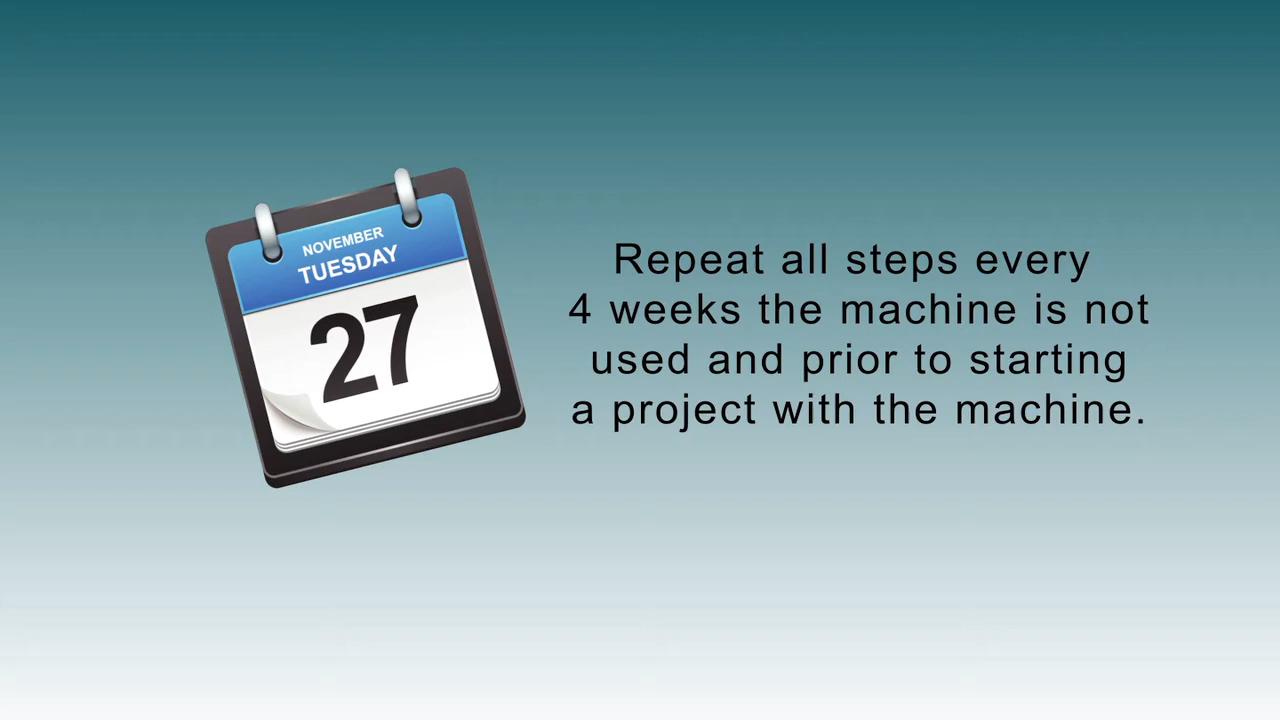 NOVEMBER
TUESDAY
27
Repeat all steps every
4 weeks the machine is not
used and prior to starting
a project with the machine.